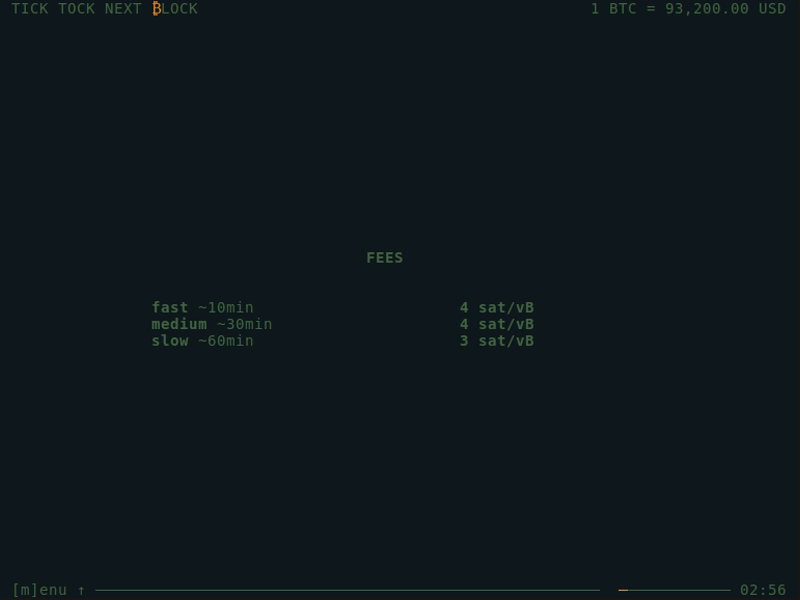 TICK TOCK NEXT ₿LOCK 1 BTC = 93,200.00 USD
FEES
fast ~10min 4 sat/vB
medium ~30min 4 sat/vB
slow ~60min 3 sat/vB
[m]enu ↑ 02:56